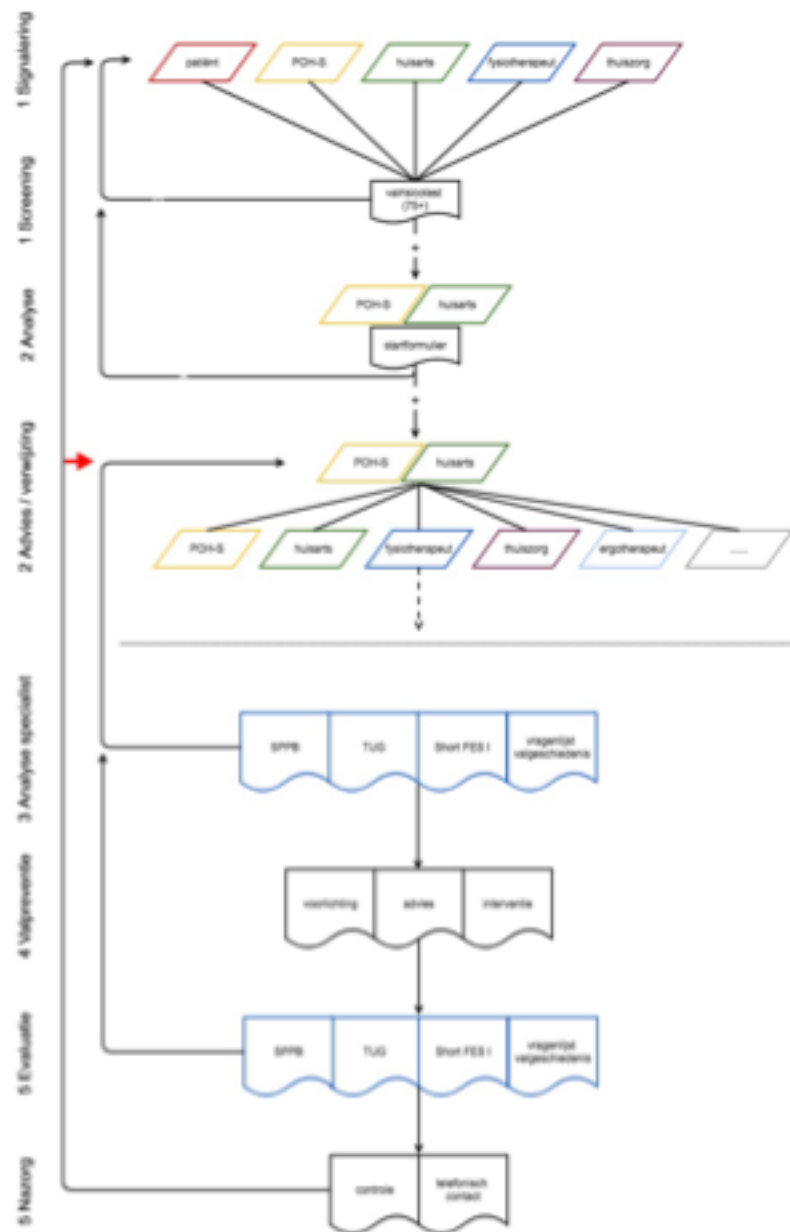 1 Signalering
patiënt
POH-S
huisarts
fysiotherapeut
thuiszorg
1 Screening
(75+)
-
+
2 Analyse
POH-S
huisarts
startformulier
-
+
2 Advies / verwijzing
POH-S
huisarts
POH-S
huisarts
fysiotherapeut
thuiszorg
ergotherapeut
......
3 Analyse specialist
SPPB
TUG
Short FES I
vragenlijst
valgeschiedenis
4 Valpreventie
voorlichting
advies
interventie
5 Evaluatie
SPPB
TUG
Short FES I
vragenlijst
valgeschiedenis
5 Nazorg
controle
telefonisch
contact